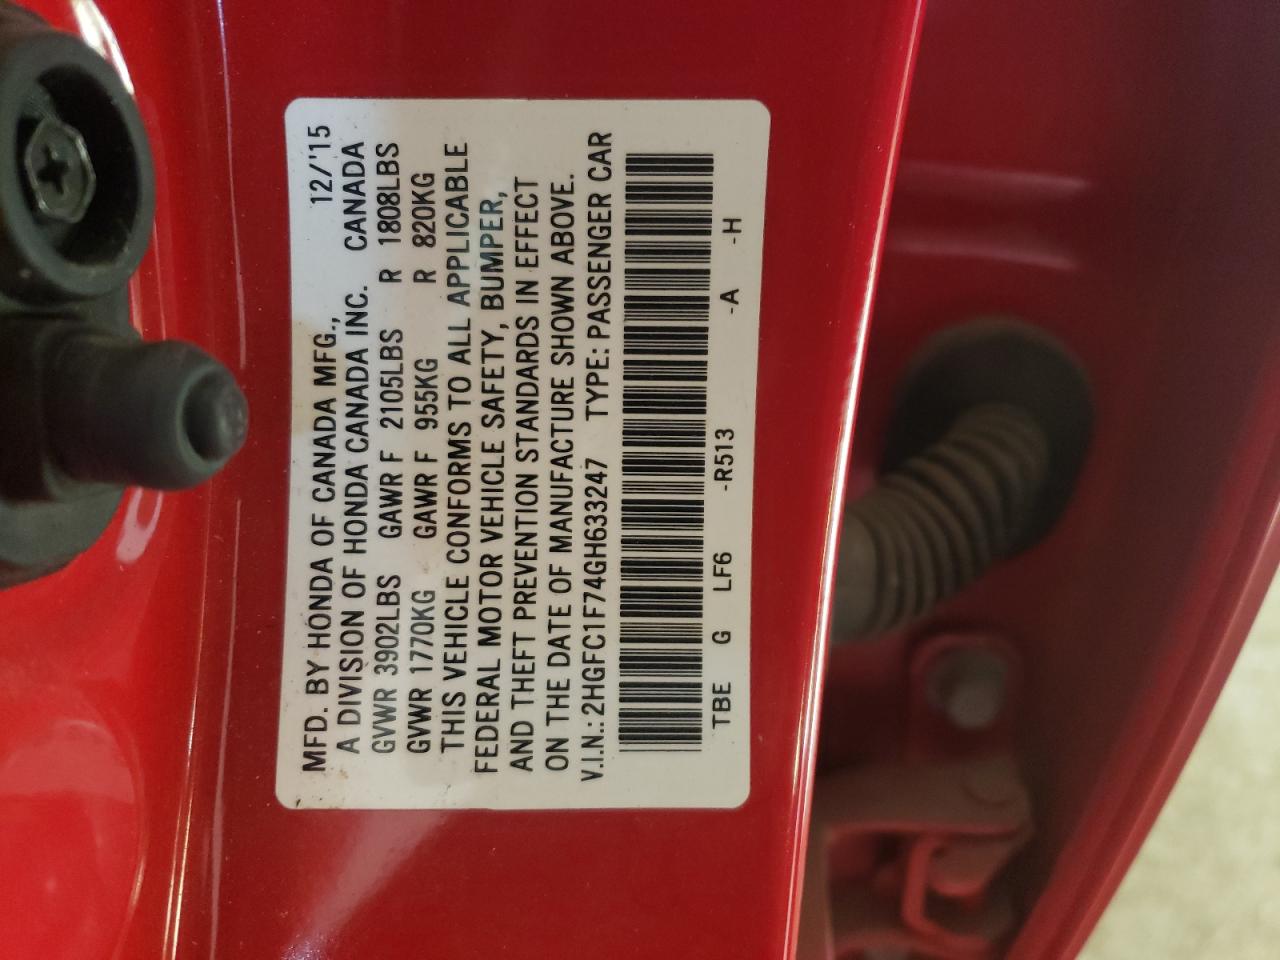 MFD. BY HONDA OF CANADA MFG., 12/'15
A DIVISION OF HONDA CANADA INC. CANADA
GVWR 3902LBS GAWR F 2105LBS R 1808LBS
GVWR 1770KG GAWR F 955KG R 820KG
THIS VEHICLE CONFORMS TO ALL APPLICABLE
FEDERAL MOTOR VEHICLE SAFETY, BUMPER,
AND THEFT PREVENTION STANDARDS IN EFFECT
ON THE DATE OF MANUFACTURE SHOWN ABOVE.
V.I.N.: 2HGFC1F74GH633247 TYPE: PASSENGER CAR
TBE G LF6 -R513 -A -H